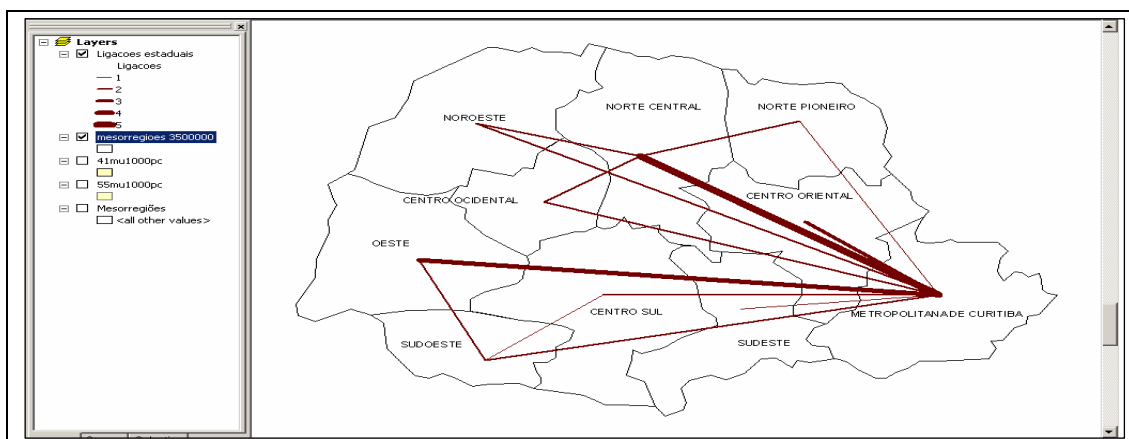 Layers
Ligacoes estaduais
Ligacoes
1
2
3
4
5
mesorregioes 3500000
41mu1000pc
55mu1000pc
Mesorregiões
<all other values>
NORTE CENTRAL
NORTE PIONEIRO
NOROESTE
CENTRO ORIENTAL
CENTRO OCIDENTAL
OESTE
CENTRO SUL
METROPOLITANA DE CURITIBA
SUDOESTE
SUDESTE